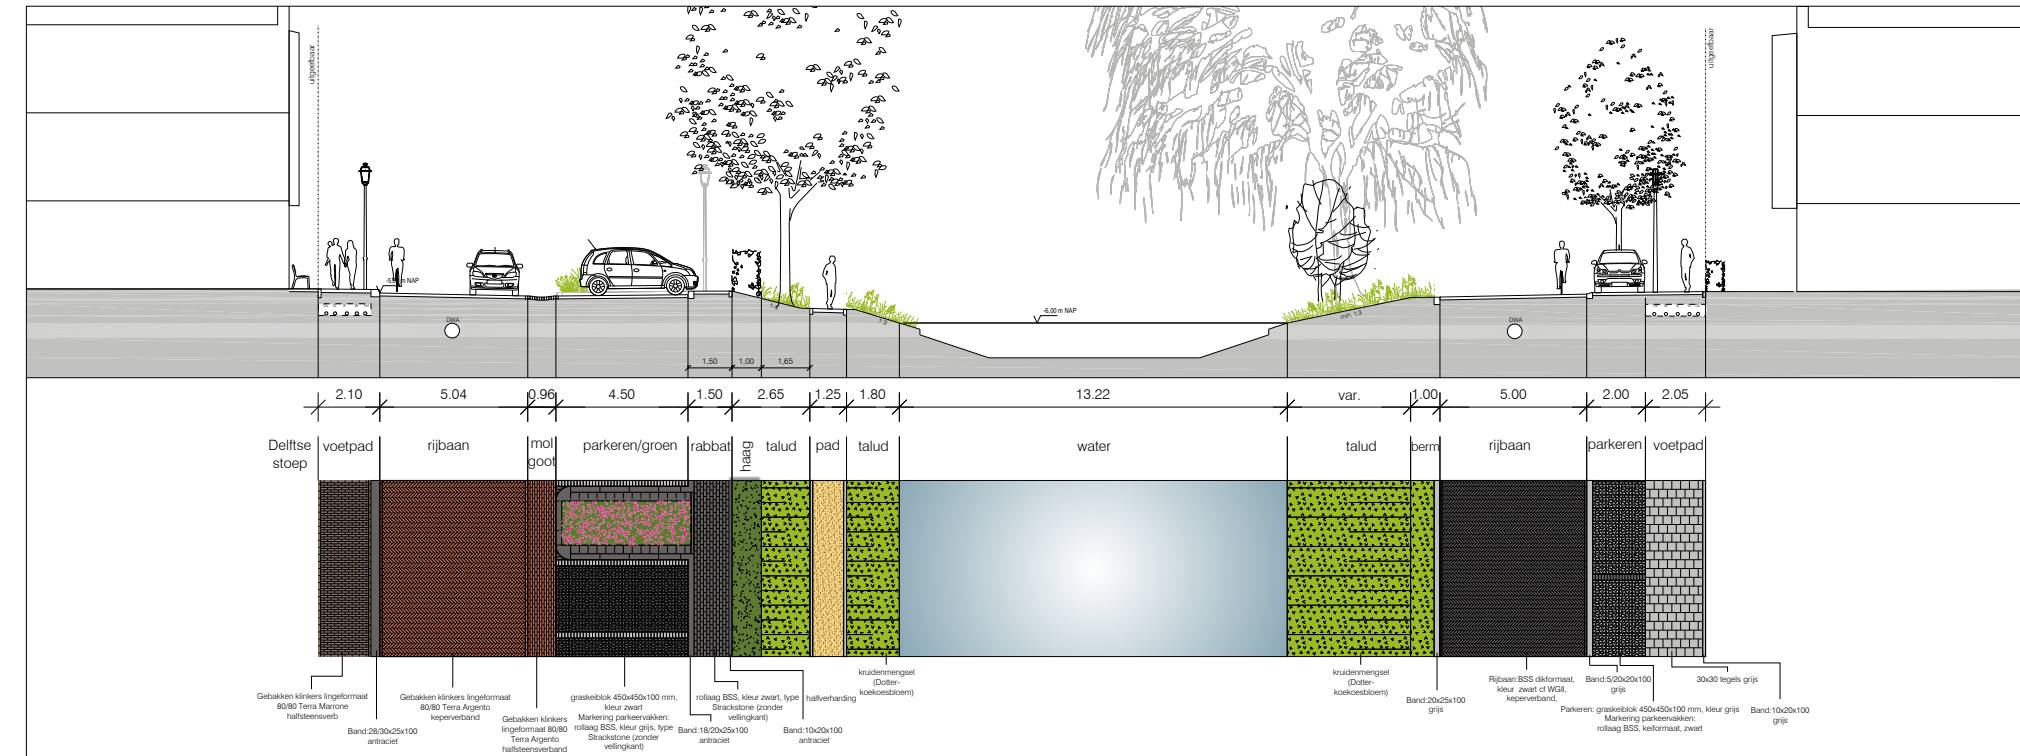 uitgeefbaar
uitgeefbaar
m NAP
-6,00 m NAP
DWA
DWA
1:4
1:3
min. 1:3
1,50
1,00
1,65
2.10
5.04
0.96
4.50
1.50
2.65
1.25
1.80
13.22
var.
1.00
5.00
2.00
2.05
Delftse
stoep
voetpad
rijbaan
mol
goot
parkeren/groen
rabbat
haag
talud
pad
talud
water
talud
berm
rijbaan
parkeren
voetpad
Gebakken klinkers lingeformaat
80/80 Terra Marrone
halfsteensverb
Band:28/30x25x100
antraciet
Gebakken klinkers lingeformaat
80/80 Terra Argento
keperverband
Gebakken klinkers
lingeformaat 80/80
Terra Argento
halfsteensverband
graskeiblok 450x450x100 mm,
kleur zwart
Markering parkeervakken:
rollaag BSS, kleur grijs, type
Strackstone (zonder
vellingkant)
Band:18/20x25x100
antraciet
rollaag BSS, kleur zwart, type
Strackstone (zonder
vellingkant)
Band:10x20x100
antraciet
halfverharding
kruidenmengsel
(Dotter-
koekoesbloem)
kruidenmengsel
(Dotter-
koekoesbloem)
Band:20x25x100
grijs
Rijbaan:BSS dikformaat,
kleur zwart cf WGII,
keperverband,
Band:5/20x20x100
grijs
Parkeren: graskeiblok 450x450x100 mm, kleur grijs
Markering parkeervakken:
rollaag BSS, keiformaat, zwart
30x30 tegels grijs
Band:10x20x100
grijs